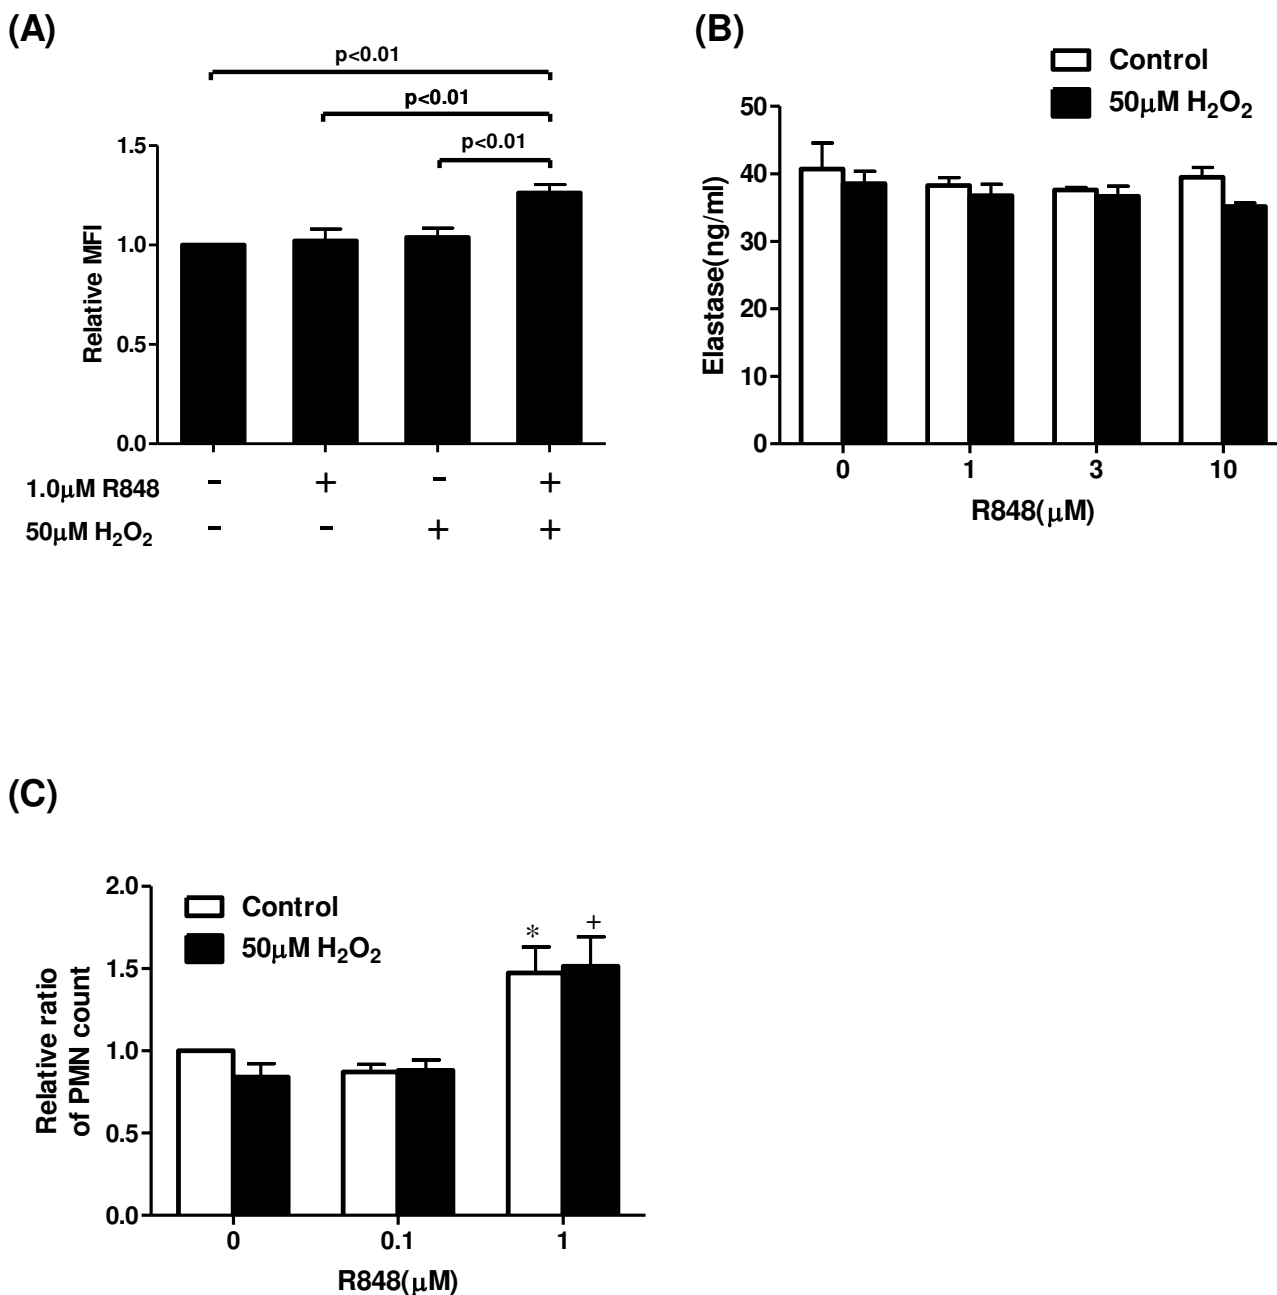 (A)
p<0.01
p<0.01
p<0.01
1.5
1.0
0.5
0.0
Relative MFI
1.0μM R848 - + - +
50μM H₂O₂ - - + +
(B)
Control
50μM H₂O₂
50
40
30
20
10
0
Elastase(ng/ml)
0 1 3 10
R848(μM)
(C)
2.0
1.5
1.0
0.5
0.0
Control
50μM H₂O₂
* +
Relative ratio
of PMN count
0 0.1 1
R848(μM)